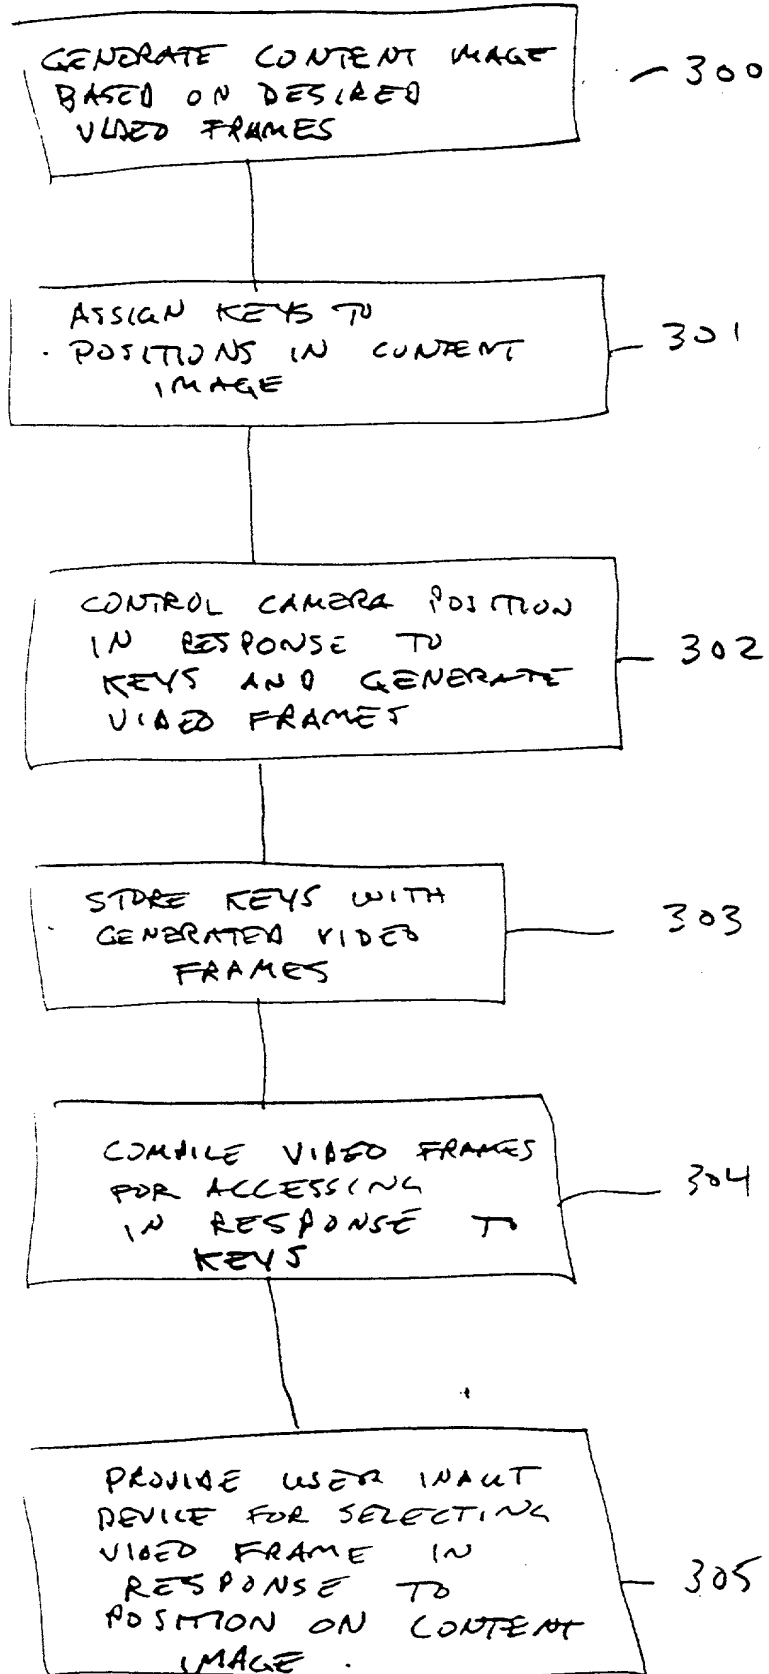 GENERATE CONTENT IMAGE
BASED ON DESIRED
VIDEO FRAMES
300
ASSIGN KEYS TO
POSITIONS IN CONTENT
IMAGE
301
CONTROL CAMERA POSITION
IN RESPONSE TO
KEYS AND GENERATE
VIDEO FRAMES
302
STORE KEYS WITH
GENERATED VIDEO
FRAMES
303
COMPILE VIDEO FRAMES
FOR ACCESSING
IN RESPONSE TO
KEYS
304
PROVIDE USER INPUT
DEVICE FOR SELECTING
VIDEO FRAME IN
RESPONSE TO
POSITION ON CONTENT
IMAGE.
305